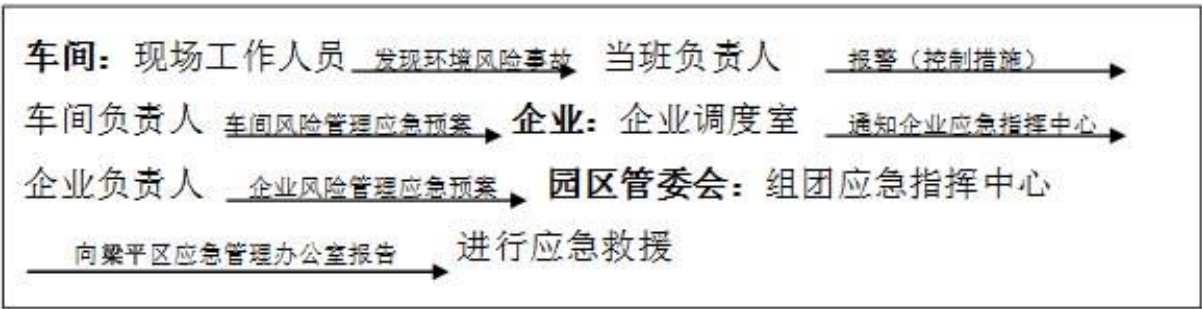 车间：现场工作人员 发现环境风险事故 当班负责人 报警（控制措施）
车间负责人 车间风险管理应急预案 企业：企业调度室 通知企业应急指挥中心
企业负责人 企业风险管理应急预案 园区管委会：组团应急指挥中心
向梁平区应急管理办公室报告 进行应急救援